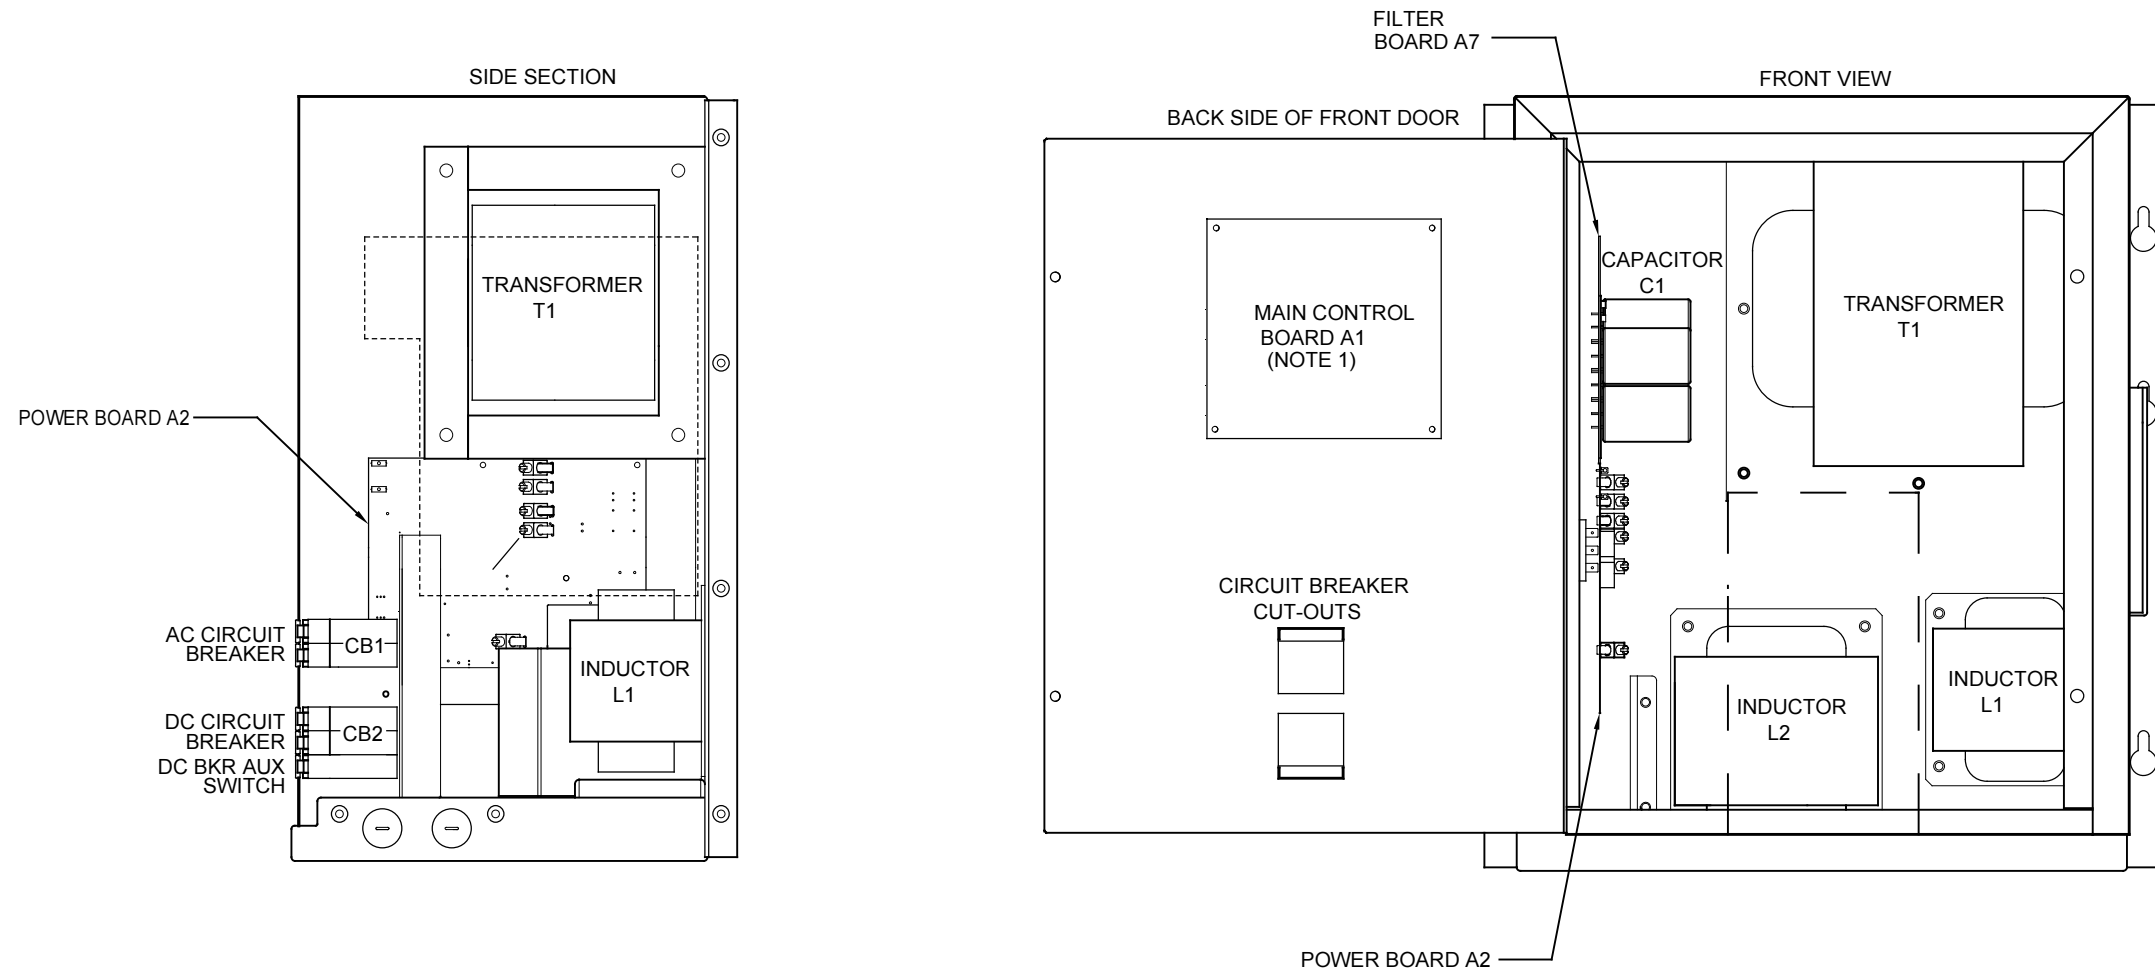 SIDE SECTION
TRANSFORMER
T1
POWER BOARD A2
AC CIRCUIT
BREAKER
CB1
DC CIRCUIT
BREAKER
CB2
DC BKR AUX
SWITCH
INDUCTOR
L1
FILTER
BOARD A7
BACK SIDE OF FRONT DOOR
MAIN CONTROL
BOARD A1
(NOTE 1)
CIRCUIT BREAKER
CUT-OUTS
FRONT VIEW
CAPACITOR
C1
TRANSFORMER
T1
INDUCTOR
L2
INDUCTOR
L1
POWER BOARD A2